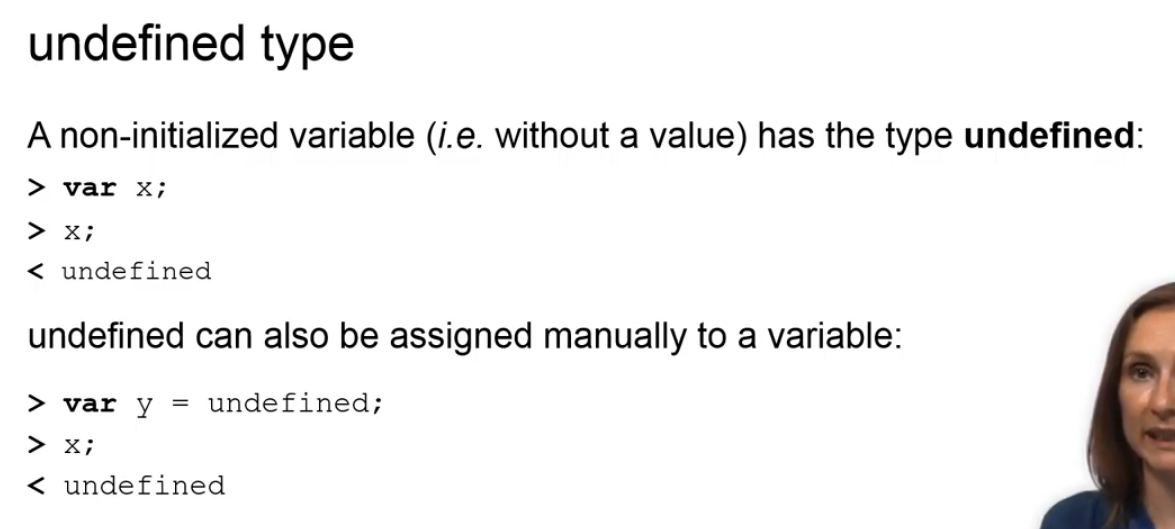 undefined type
A non-initialized variable (i.e. without a value) has the type undefined:
> var x;
> x;
< undefined
undefined can also be assigned manually to a variable:
> var y = undefined;
> x;
< undefined